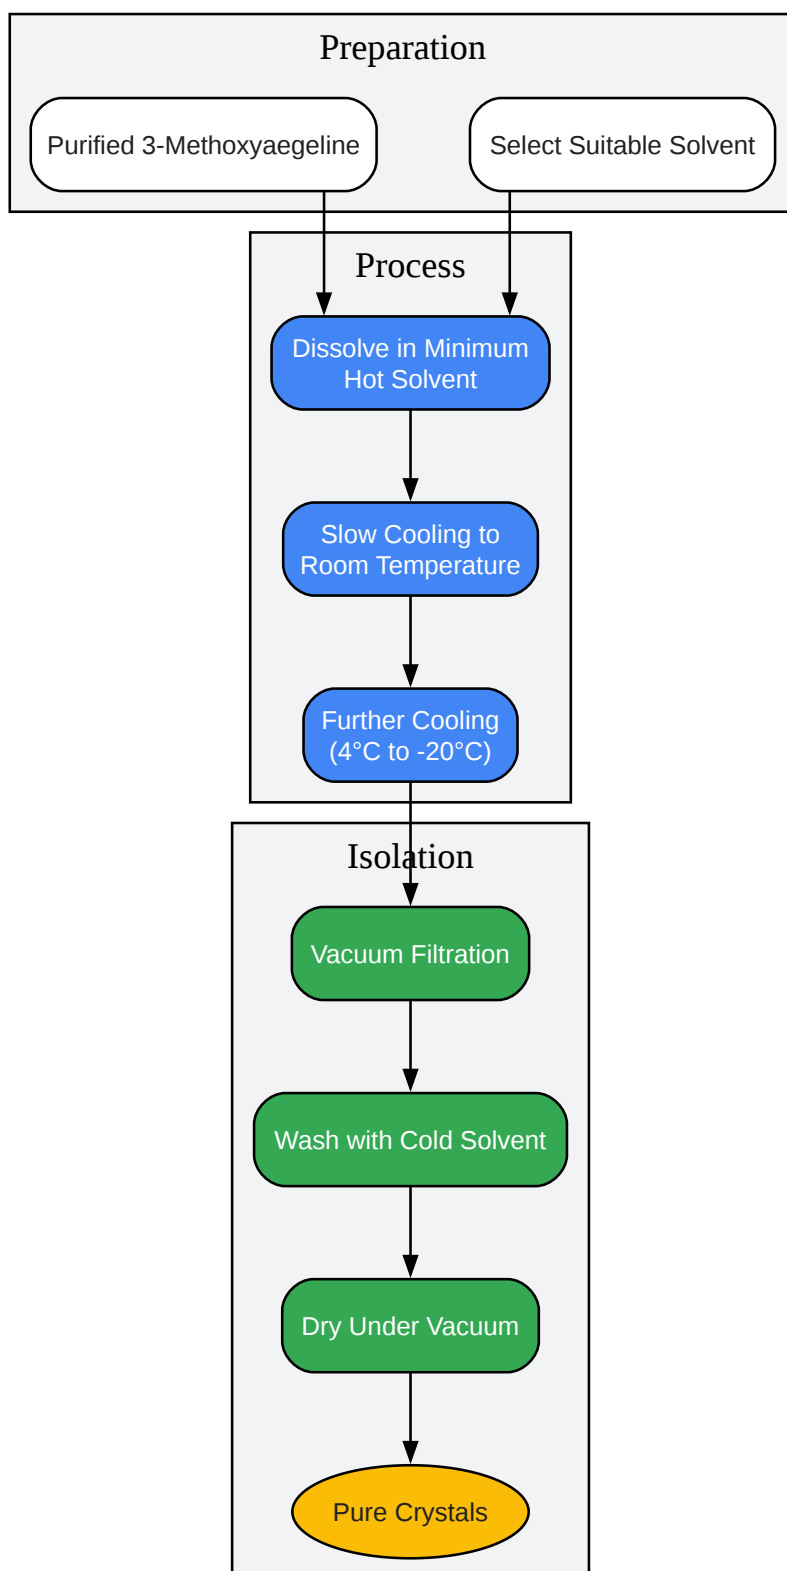 Preparation
Purified 3-Methoxyaegeline
Select Suitable Solvent
Process
Dissolve in Minimum
Hot Solvent
Slow Cooling to
Room Temperature
Further Cooling
(4°C to -20°C)
Isolation
Vacuum Filtration
Wash with Cold Solvent
Dry Under Vacuum
Pure Crystals